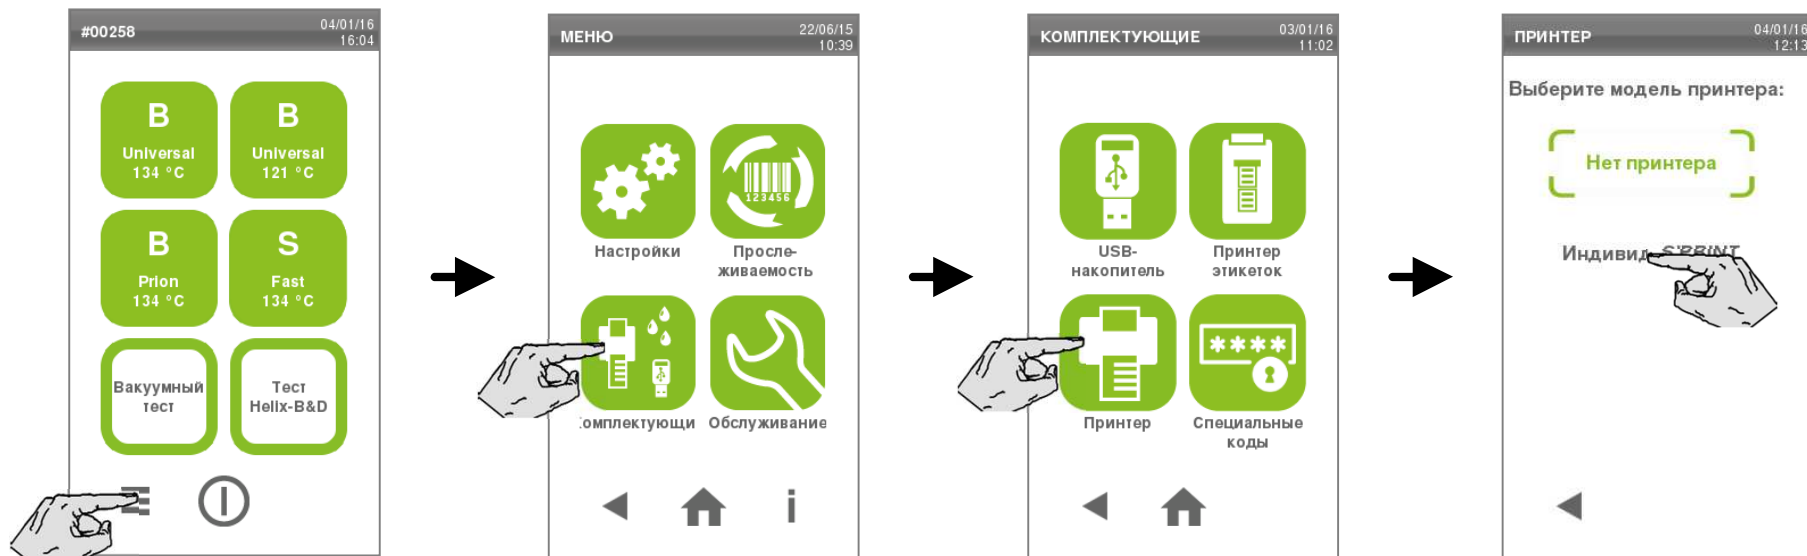 #00258
04/01/16
16:04
B
Universal
134 °C
B
Universal
121 °C
B
Prion
134 °C
S
Fast
134 °C
Вакуумный
тест
Тест
Helix-B&D
МЕНЮ
22/06/15
10:39
123456
Настройки
Просле-
живаемость
омплектующи
Обслуживание
i
КОМПЛЕКТУЮЩИЕ
03/01/16
11:02
USB-
накопитель
Принтер
этикеток
****
Принтер
Специальные
коды
ПРИНТЕР
04/01/16
12:13
Выберите модель принтера:
Нет принтера
Индивид S'PRINT